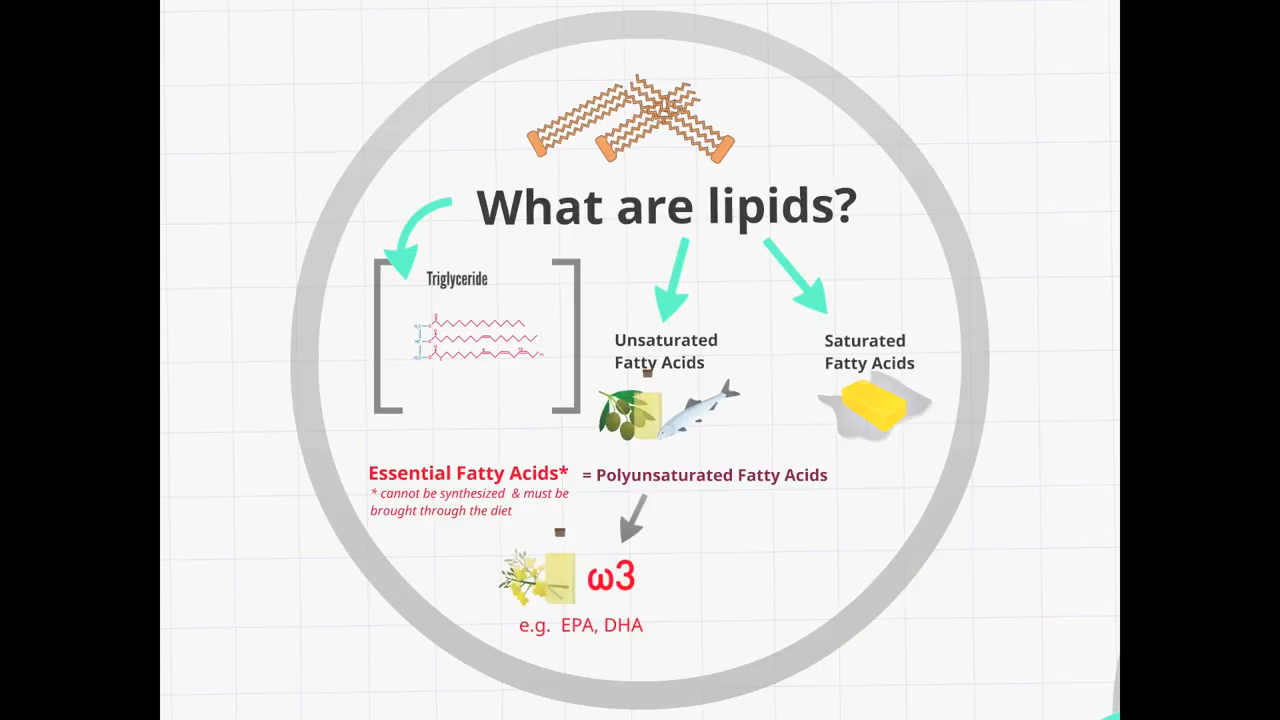 What are lipids?
Triglyceride
Unsaturated
Fatty Acids
Saturated
Fatty Acids
Essential Fatty Acids* = Polyunsaturated Fatty Acids
* cannot be synthesized & must be
brought through the diet
ω3
e.g. EPA, DHA